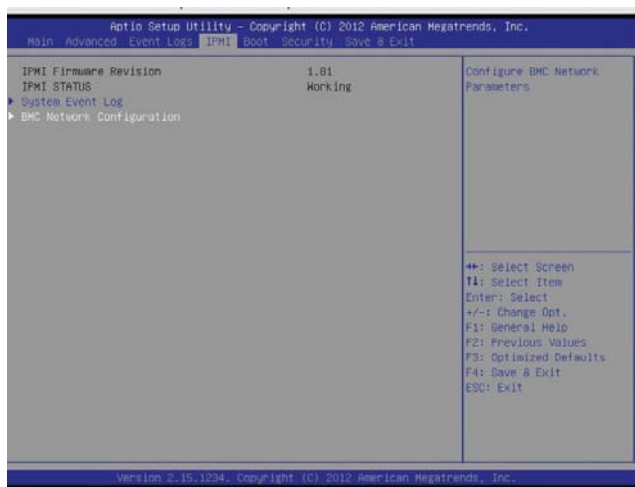 Aptio Setup Utility - Copyright (C) 2012 American Megatrends, Inc.
Main Advanced Event Logs IPMI Boot Security Save & Exit
IPMI Firmware Revision 1.81
IPMI STATUS Working
System Event Log
BMC Network Configuration
Configure BMC Network
Parameters
↔: Select Screen
↑↓: Select Item
Enter: Select
+/-: Change Opt.
F1: General Help
F2: Previous Values
F3: Optimized Defaults
F4: Save & Exit
ESC: Exit
Version 2.15.1234. Copyright (C) 2012 American Megatrends, Inc.